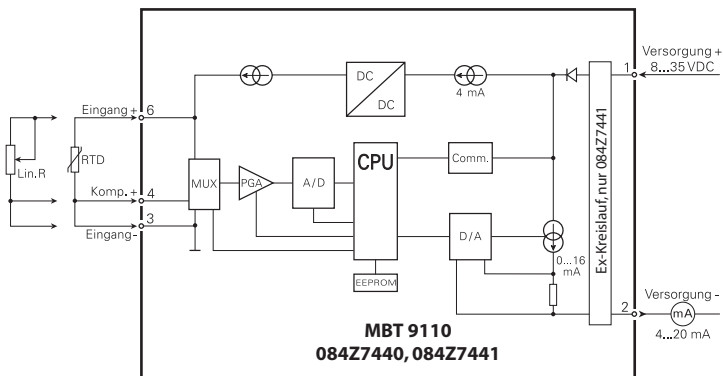 Versorgung +
8...35 VDC
1
DC
DC
4 mA
Eingang +
6
Lin.R
RTD
Komp. +
4
3
Eingang-
MUX
PGA
A/D
CPU
Comm.
D/A
EEPROM
0...16
mA
Ex-Kreislauf, nur 084Z7441
2
Versorgung -
mA
4...20 mA
MBT 9110
084Z7440, 084Z7441